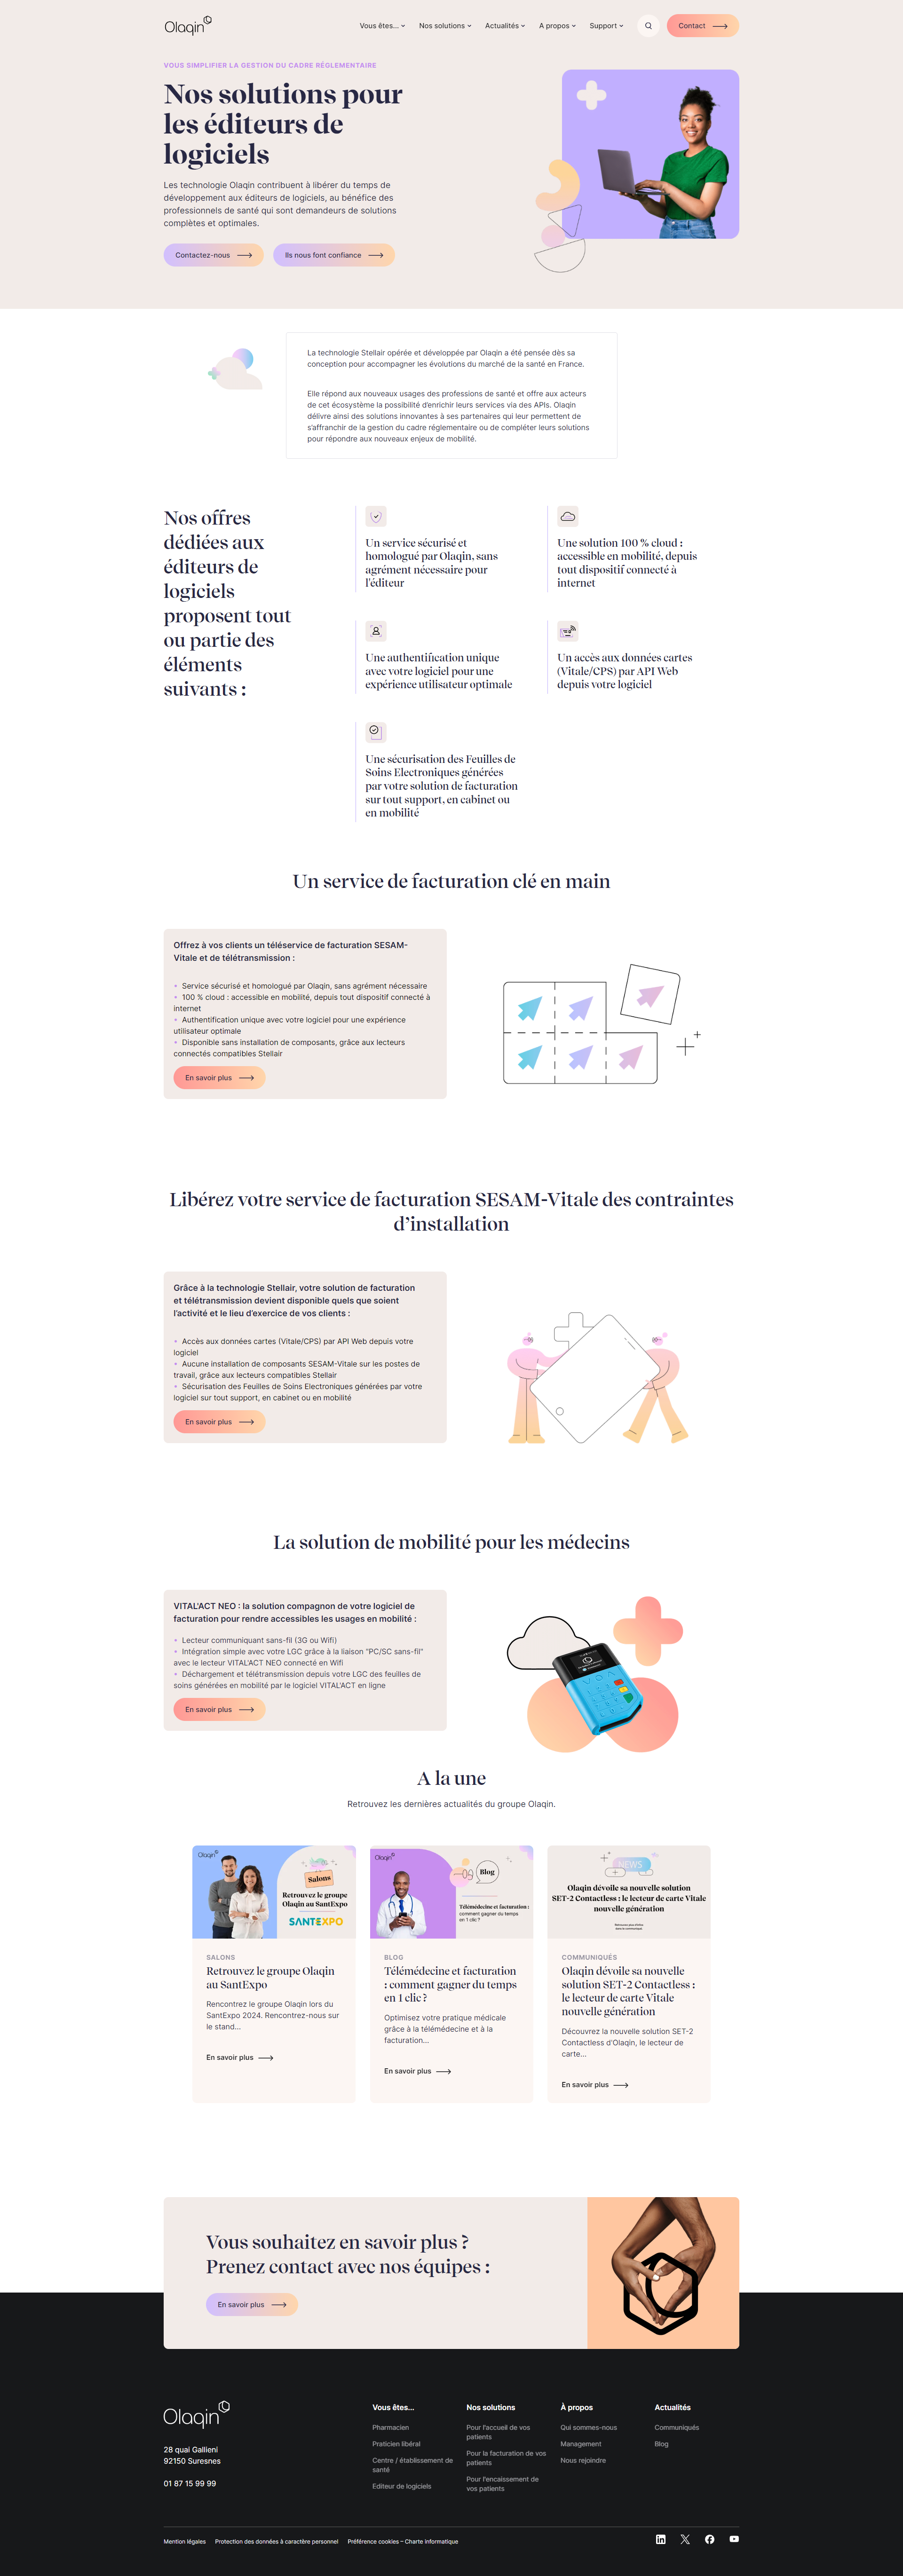 Olaqin
Vous êtes...
Nos solutions
Actualités
A propos
Support
Contact
VOUS SIMPLIFIER LA GESTION DU CADRE RÉGLEMENTAIRE
Nos solutions pour
les éditeurs de
logiciels
Les technologie Olaqin contribuent à libérer du temps de
développement aux éditeurs de logiciels, au bénéfice des
professionnels de santé qui sont demandeurs de solutions
complètes et optimales.
Contactez-nous
Ils nous font confiance
La technologie Stellair opérée et développée par Olaqin a été pensée dès sa
conception pour accompagner les évolutions du marché de la santé en France.
Elle répond aux nouveaux usages des professions de santé et offre aux acteurs
de cet écosystème la possibilité d'enrichir leurs services via des APIs. Olaqin
délivre ainsi des solutions innovantes à ses partenaires qui leur permettent de
s'affranchir de la gestion du cadre réglementaire ou de compléter leurs solutions
pour répondre aux nouveaux enjeux de mobilité.
Nos offres
dédiées aux
éditeurs de
logiciels
proposent tout
ou partie des
éléments
suivants :
Un service sécurisé et
homologué par Olaqin, sans
agrément nécessaire pour
l'éditeur
Une solution 100 % cloud :
accessible en mobilité, depuis
tout dispositif connecté à
internet
Une authentification unique
avec votre logiciel pour une
expérience utilisateur optimale
Un accès aux données cartes
(Vitale/CPS) par API Web
depuis votre logiciel
Une sécurisation des Feuilles de
Soins Electroniques générées
par votre solution de facturation
sur tout support, en cabinet ou
en mobilité
Un service de facturation clé en main
Offrez à vos clients un téléservice de facturation SESAM-
Vitale et de télétransmission :
• Service sécurisé et homologué par Olaqin, sans agrément nécessaire
• 100 % cloud : accessible en mobilité, depuis tout dispositif connecté à
internet
• Authentification unique avec votre logiciel pour une expérience
utilisateur optimale
• Disponible sans installation de composants, grâce aux lecteurs
connectés compatibles Stellair
En savoir plus
Libérez votre service de facturation SESAM-Vitale des contraintes
d'installation
Grâce à la technologie Stellair, votre solution de facturation
et télétransmission devient disponible quels que soient
l'activité et le lieu d'exercice de vos clients :
• Accès aux données cartes (Vitale/CPS) par API Web depuis votre
logiciel
• Aucune installation de composants SESAM-Vitale sur les postes de
travail, grâce aux lecteurs compatibles Stellair
• Sécurisation des Feuilles de Soins Electroniques générées par votre
logiciel sur tout support, en cabinet ou en mobilité
En savoir plus
La solution de mobilité pour les médecins
VITAL'ACT NEO : la solution compagnon de votre logiciel de
facturation pour rendre accessibles les usages en mobilité :
• Lecteur communiquant sans-fil (3G ou Wifi)
• Intégration simple avec votre LGC grâce à la liaison "PC/SC sans-fil"
avec le lecteur VITAL'ACT NEO connecté en Wifi
• Déchargement et télétransmission depuis votre LGC des feuilles de
soins générées en mobilité par le logiciel VITAL'ACT en ligne
En savoir plus
A la une
Retrouvez les dernières actualités du groupe Olaqin.
Olaqin
Salons
Retrouvez le groupe
Olaqin au SantExpo
SANTEXPO
SALONS
Retrouvez le groupe Olaqin
au SantExpo
Rencontrez le groupe Olaqin lors du
SantExpo 2024. Rencontrez-nous sur
le stand...
En savoir plus
Olaqin
Blog
Télémédecine et facturation :
comment gagner du temps
en 1 clic ?
BLOG
Télémédecine et facturation
: comment gagner du temps
en 1 clic ?
Optimisez votre pratique médicale
grâce à la télémédecine et à la
facturation...
En savoir plus
NEWS
Olaqin dévoile sa nouvelle solution
SET-2 Contactless : le lecteur de carte Vitale
nouvelle génération
COMMUNIQUÉS
Olaqin dévoile sa nouvelle
solution SET-2 Contactless :
le lecteur de carte Vitale
nouvelle génération
Découvrez la nouvelle solution SET-2
Contactless d'Olaqin, le lecteur de
carte...
En savoir plus
Vous souhaitez en savoir plus ?
Prenez contact avec nos équipes :
En savoir plus
Olaqin
28 quai Gallieni
92150 Suresnes
01 87 15 99 99
Vous êtes...
Pharmacien
Praticien libéral
Centre / établissement de
santé
Editeur de logiciels
Nos solutions
Pour l'accueil de vos
patients
Pour la facturation de vos
patients
Pour l'encaissement de
vos patients
À propos
Qui sommes-nous
Management
Nous rejoindre
Actualités
Communiqués
Blog
Mention légales
Protection des données à caractère personnel
Préférence cookies – Charte Informatique